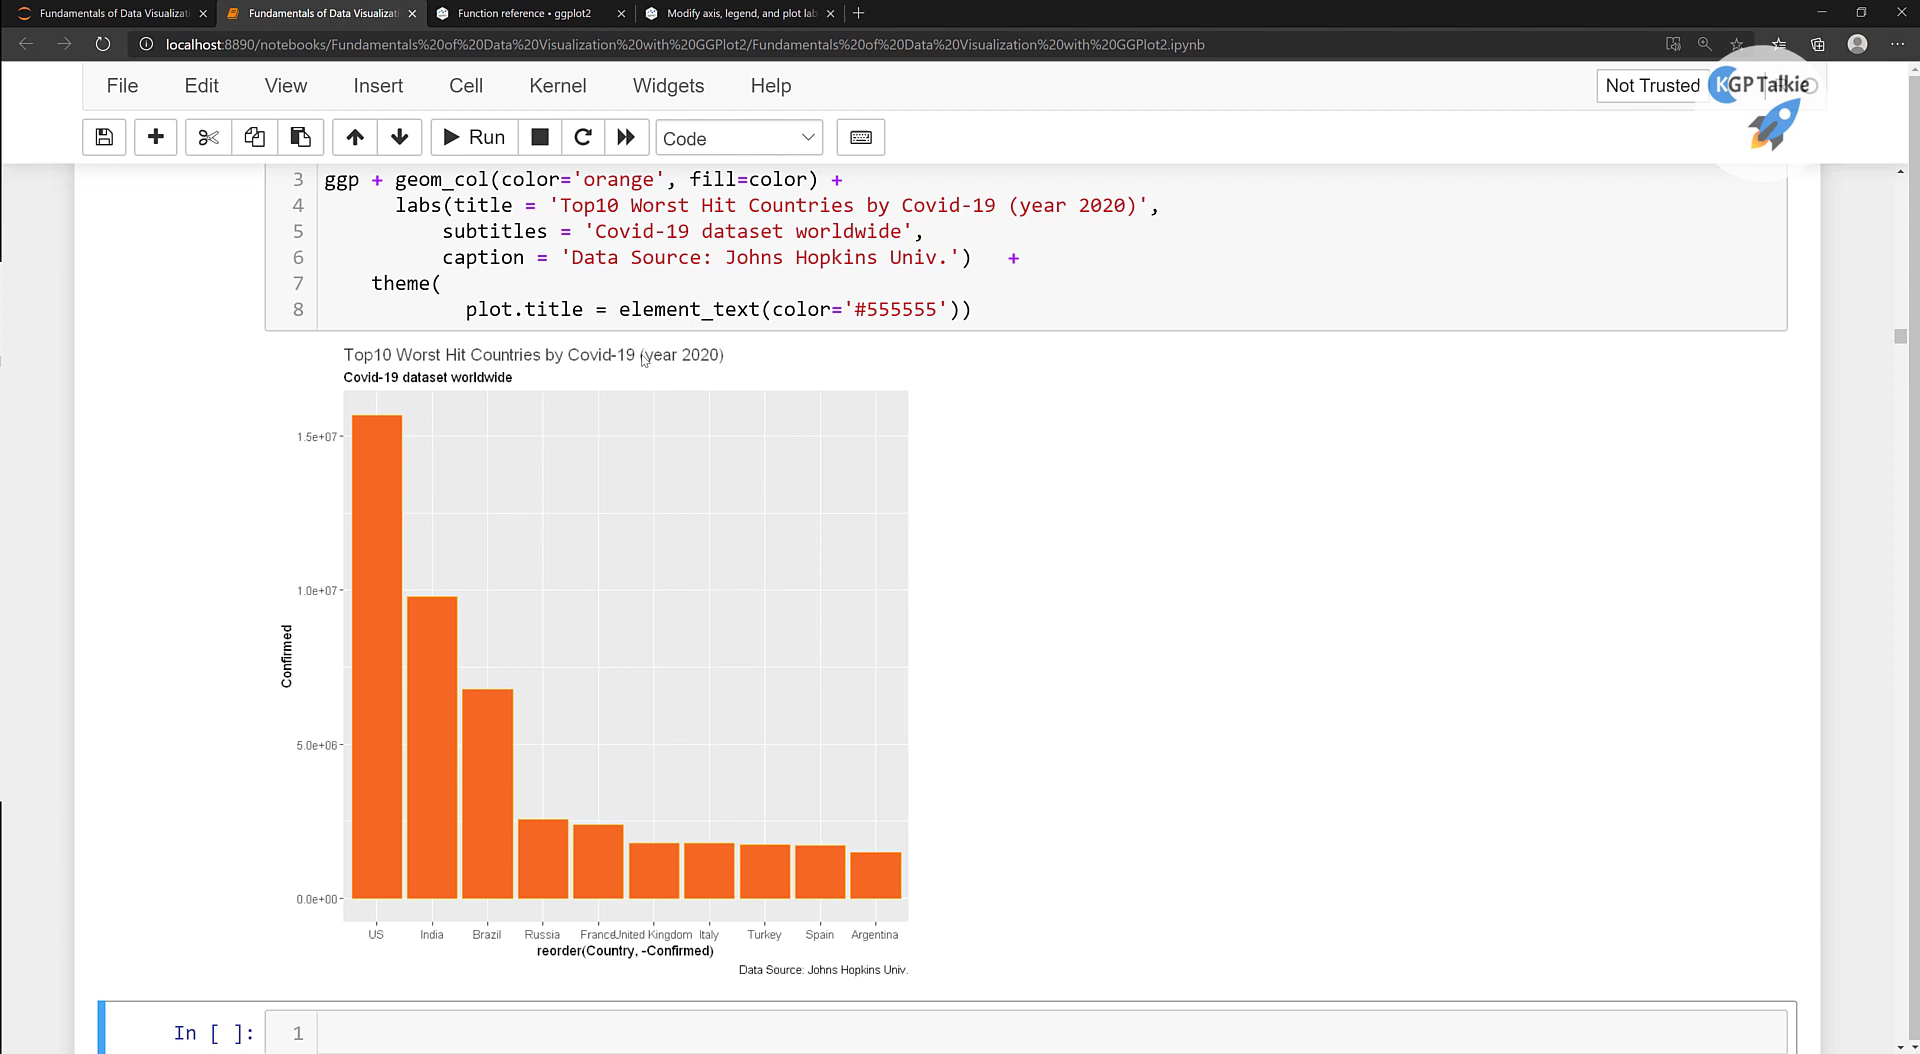 Fundamentals of Data Visualizati
Fundamentals of Data Visualizati
Function reference • ggplot2
Modify axis, legend, and plot lab
localhost:8890/notebooks/Fundamentals%20of%20Data%20Visualization%20with%20GGPlot2/Fundamentals%20of%20Data%20Visualization%20with%20GGPlot2.ipynb
File Edit View Insert Cell Kernel Widgets Help
Not Trusted
KGP Talkie
Run
Code
3 ggp + geom_col(color='orange', fill=color) +
4 labs(title = 'Top10 Worst Hit Countries by Covid-19 (year 2020)',
5 subtitles = 'Covid-19 dataset worldwide',
6 caption = 'Data Source: Johns Hopkins Univ.') +
7 theme(
8 plot.title = element_text(color='#555555'))
Top10 Worst Hit Countries by Covid-19 (year 2020)
Covid-19 dataset worldwide
1.5e+07
1.0e+07
Confirmed
5.0e+06
0.0e+00
US India Brazil Russia France United Kingdom Italy Turkey Spain Argentina
reorder(Country, -Confirmed)
Data Source: Johns Hopkins Univ.
In [ ]: 1